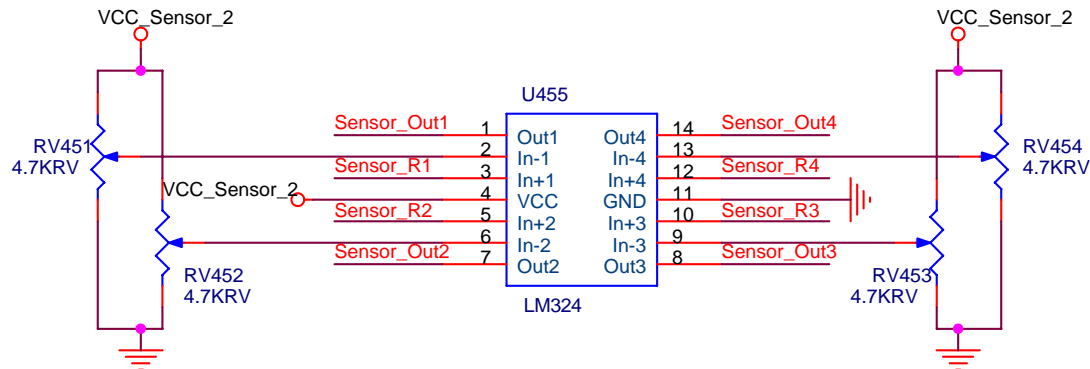 VCC_Sensor_2
VCC_Sensor_2
U455
Sensor_Out1
1
Out1
Out4
14
Sensor_Out4
RV451
4.7KRV
2
In-1
In-4
13
RV454
4.7KRV
Sensor_R1
3
In+1
In+4
12
Sensor_R4
VCC_Sensor_2
4
VCC
GND
11
Sensor_R2
5
In+2
In+3
10
Sensor_R3
6
In-2
In-3
9
Sensor_Out2
7
Out2
Out3
8
Sensor_Out3
RV452
4.7KRV
RV453
4.7KRV
LM324